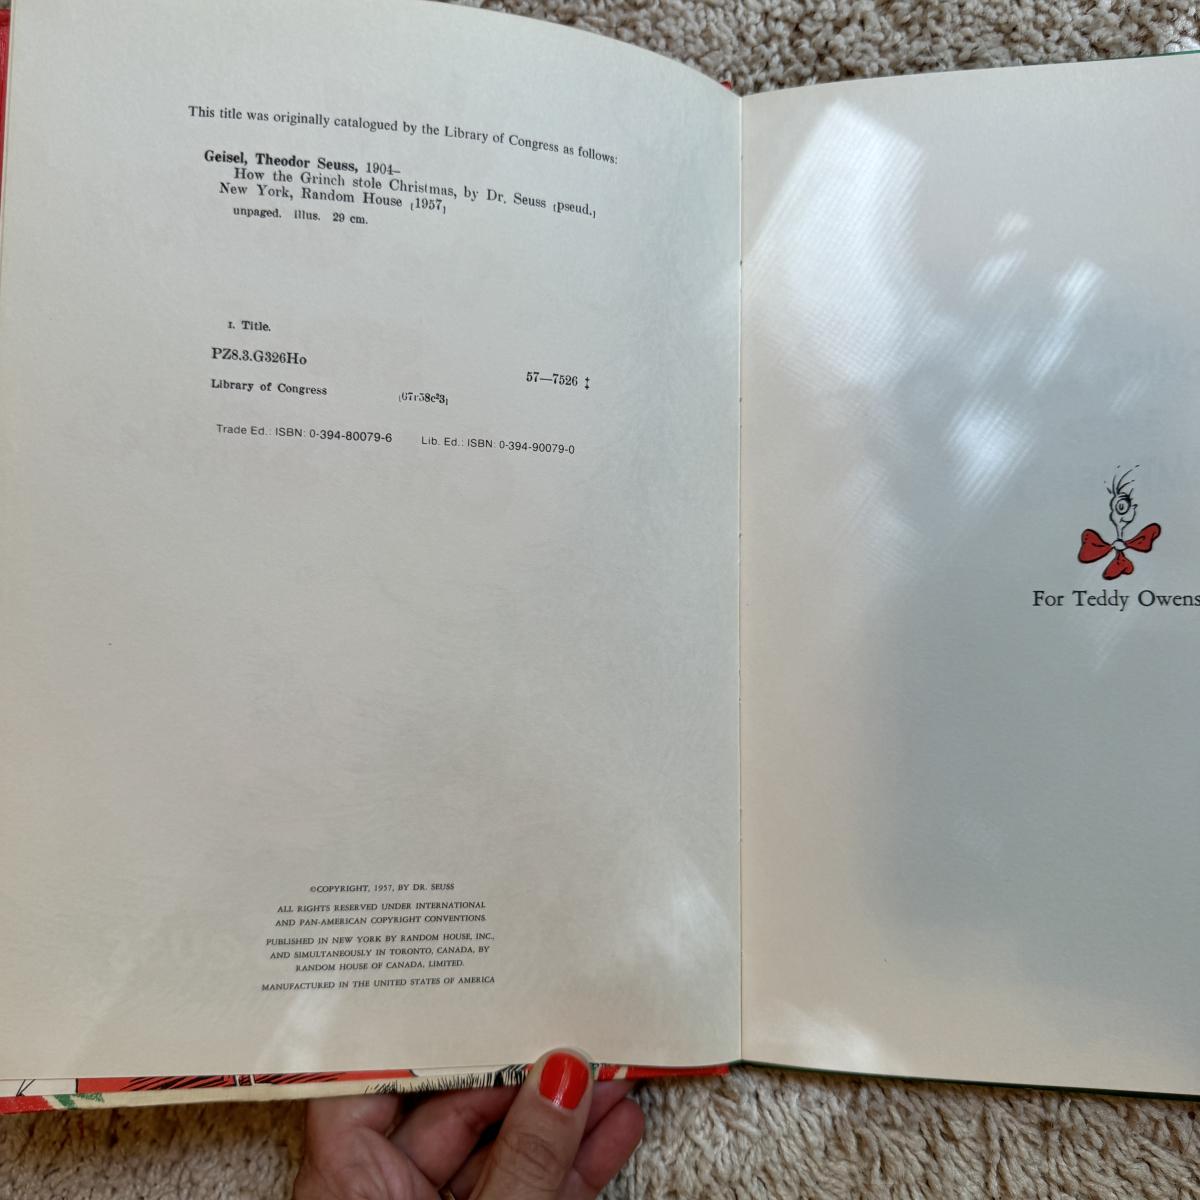 This title was originally catalogued by the Library of Congress as follows:
Geisel, Theodor Seuss, 1904–
How the Grinch stole Christmas, by Dr. Seuss [pseud.]
New York, Random House [1957]
unpaged. illus. 29 cm.
1. Title.
PZ8.3.G326Ho
57—7526 ‡
Library of Congress
Trade Ed.: ISBN: 0-394-80079-6 Lib. Ed.: ISBN: 0-394-90079-0
©COPYRIGHT, 1957, BY DR. SEUSS
ALL RIGHTS RESERVED UNDER INTERNATIONAL
AND PAN-AMERICAN COPYRIGHT CONVENTIONS.
PUBLISHED IN NEW YORK BY RANDOM HOUSE, INC.,
AND SIMULTANEOUSLY IN TORONTO, CANADA, BY
RANDOM HOUSE OF CANADA, LIMITED.
MANUFACTURED IN THE UNITED STATES OF AMERICA
For Teddy Owens